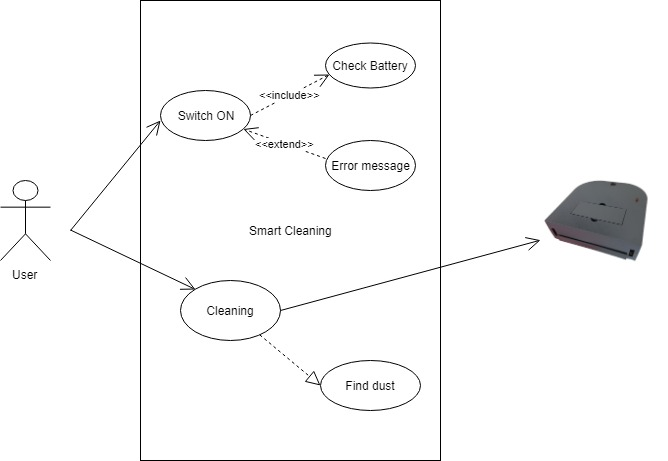 Check Battery
<<include>>
Switch ON
<<extend>>
Error message
Smart Cleaning
User
Cleaning
Find dust